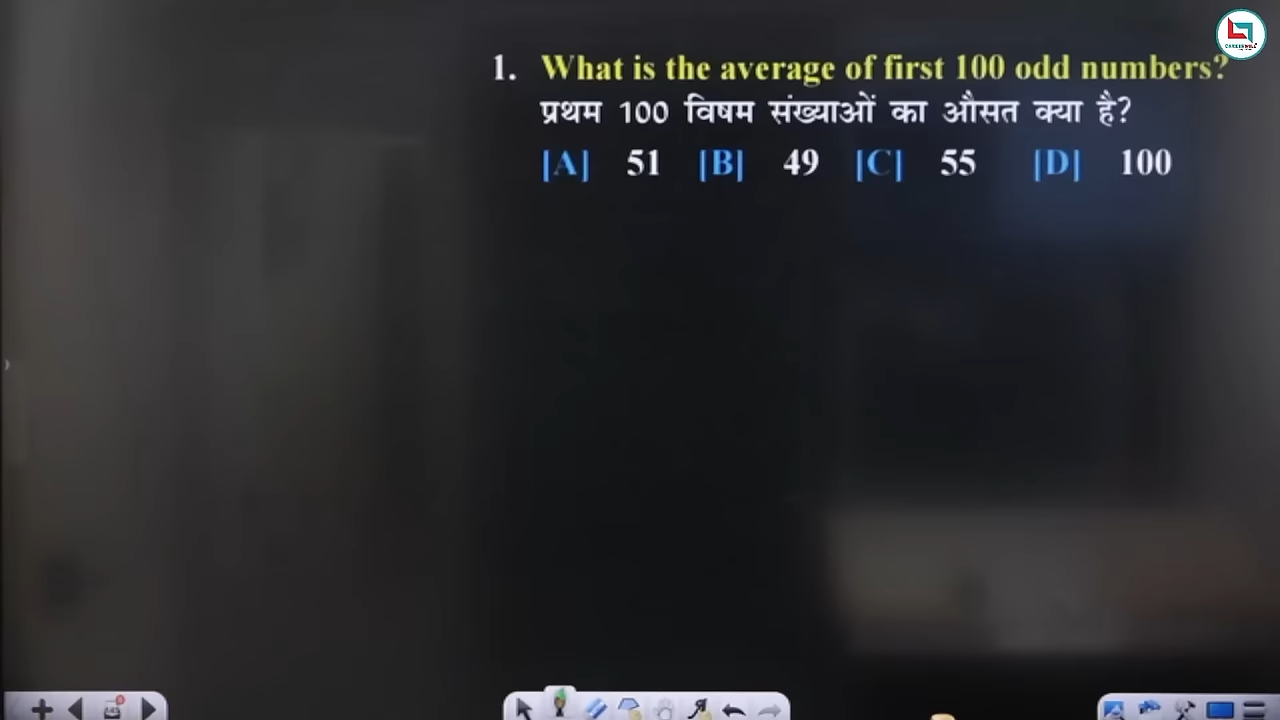 1. What is the average of first 100 odd numbers?
प्रथम 100 विषम संख्याओं का औसत क्या है?
[A] 51 [B] 49 [C] 55 [D] 100